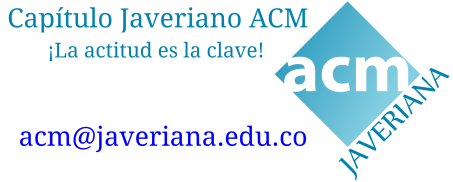 Capítulo Javeriano ACM
¡La actitud es la clave!
acm
JAVERIANA
acm@javeriana.edu.co